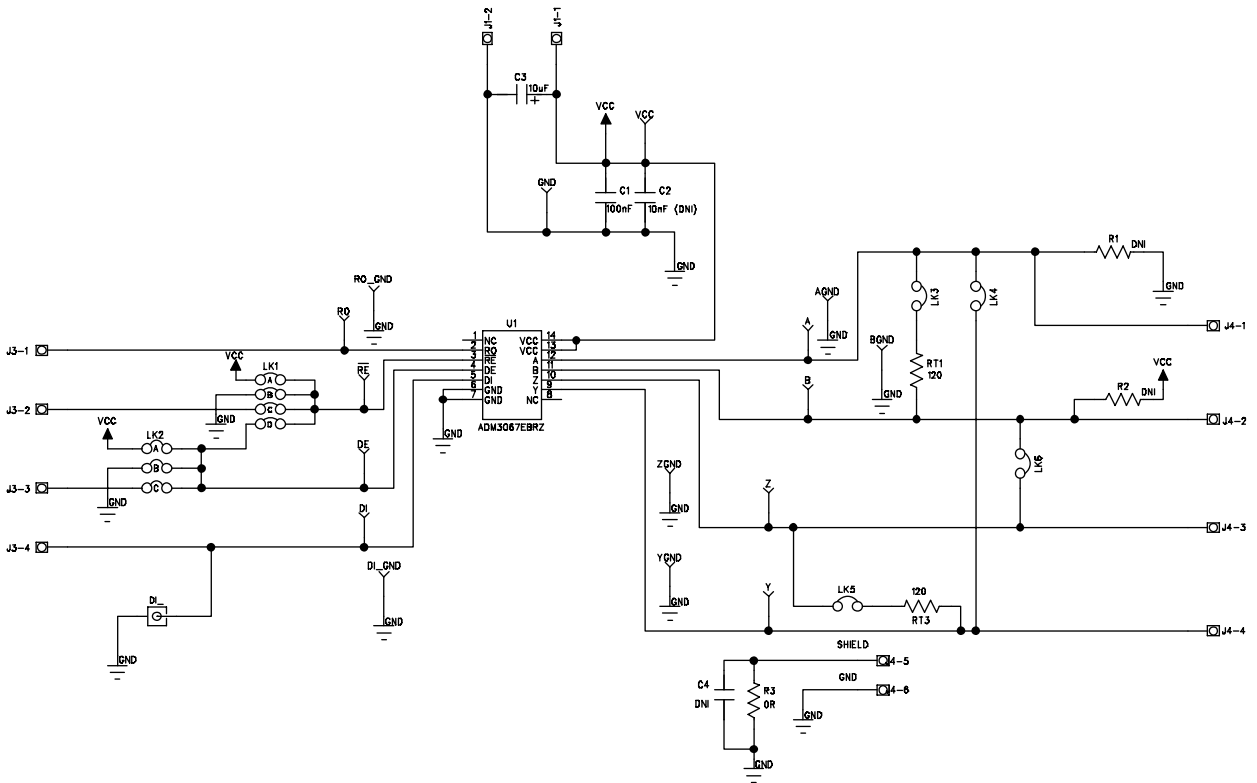 J1-2
J1-1
C3
10uF
+
VCC
VCC
GND
C1
C2
100nF
10nF (DNI)
GND
R1
DNI
GND
RO_GND
RO
GND
AGND
A
GND
BGND
GND
LK3
LK4
RT1
120
J4-1
U1
1
NC
VCC
14
2
RO
VCC
13
3
RE
A
12
4
DE
B
11
5
DI
Z
10
6
GND
Y
9
7
GND
NC
8
ADM3067EBRZ
GND
J3-1
VCC
LK1
A
B
C
D
RE
J3-2
GND
VCC
LK2
A
B
C
DE
J3-3
GND
DI
J3-4
DI_GND
GND
DI_
GND
B
VCC
R2
DNI
J4-2
LK6
ZGND
GND
Z
J4-3
YGND
GND
Y
LK5
120
RT3
J4-4
SHIELD
J4-5
GND
J4-6
C4
DNI
R3
0R
GND
GND